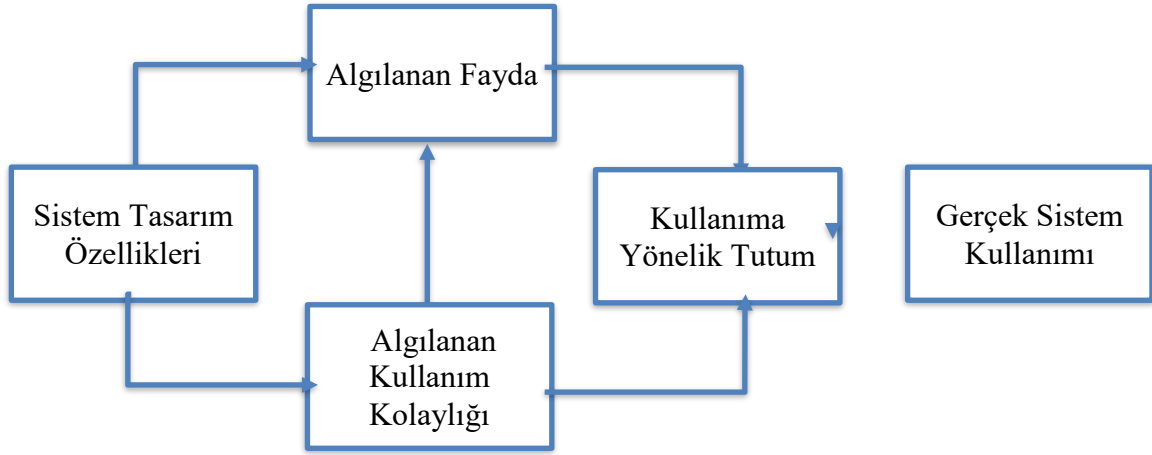 Algılanan Fayda
Sistem Tasarım
Özellikleri
Kullanıma
Yönelik Tutum
Gerçek Sistem
Kullanımı
Algılanan
Kullanım
Kolaylığı